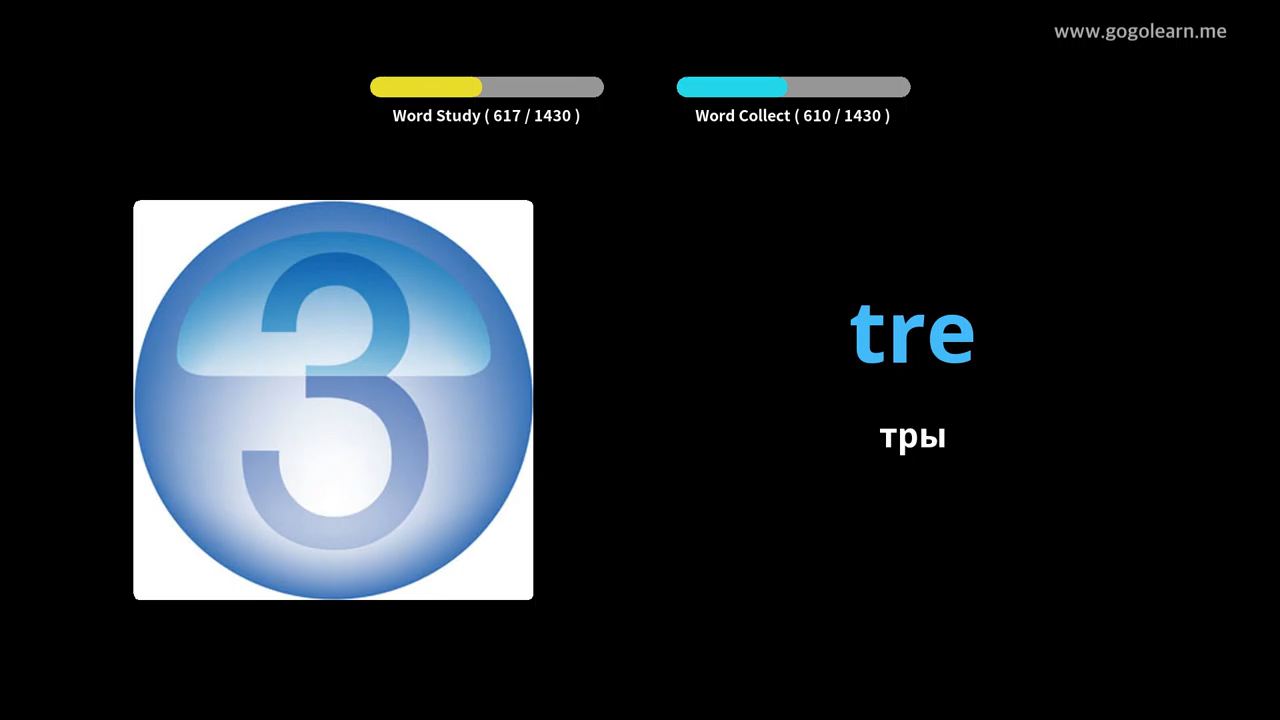 www.gogolearn.me
Word Study ( 617 / 1430 )
Word Collect ( 610 / 1430 )
3
tre
тры